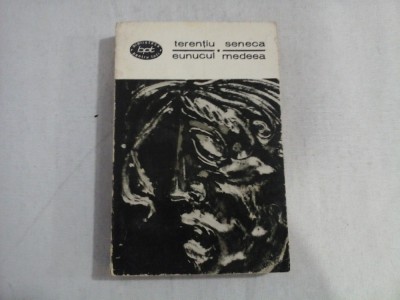 bpt
terențiu seneca
eunucul medeea